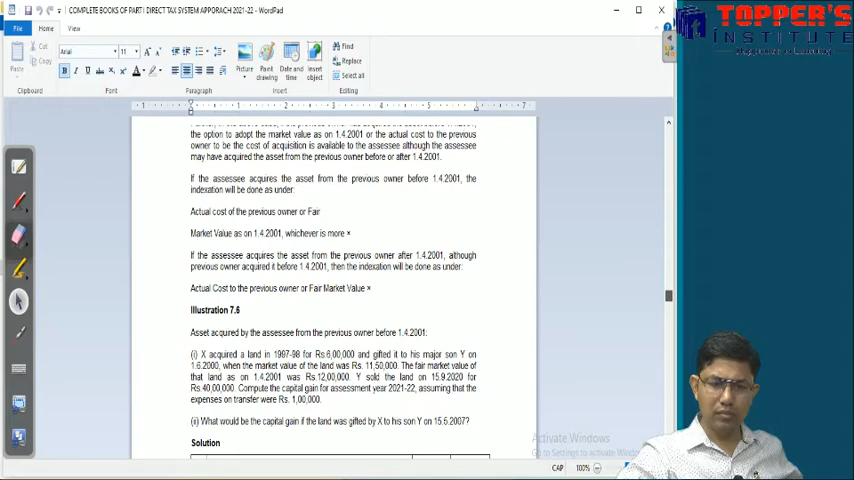 COMPLETE BOOKS OF PART I DIRECT TAX SYSTEM APPORACH 2021-22 - WordPad
TOPPER'S
INSTITUTE
File
Home
View
Cut
Copy
Paste
Arial
11
Find
Replace
Select all
Picture
Paint drawing
Date and time
Insert object
Clipboard
Font
Paragraph
Insert
Editing
the option to adopt the market value as on 1.4.2001 or the actual cost to the previous
owner to be the cost of acquisition is available to the assessee although the assessee
may have acquired the asset from the previous owner before or after 1.4.2001.
If the assessee acquires the asset from the previous owner before 1.4.2001, the
indexation will be done as under:
Actual cost of the previous owner or Fair
Market Value as on 1.4.2001, whichever is more ×
If the assessee acquires the asset from the previous owner after 1.4.2001, although
previous owner acquired it before 1.4.2001, then the indexation will be done as under:
Actual Cost to the previous owner or Fair Market Value ×
Illustration 7.6
Asset acquired by the assessee from the previous owner before 1.4.2001:
(i) X acquired a land in 1997-98 for Rs.6,00,000 and gifted it to his major son Y on
1.6.2000, when the market value of the land was Rs. 11,50,000. The fair market value
of that land as on 1.4.2001 was Rs.12,00,000. Y sold the land on 15.9.2020 for
Rs.40,00,000. Compute the capital gain for assessment year 2021-22, assuming that the
expenses on transfer were Rs. 1,00,000.
(ii) What would be the capital gain if the land was gifted by X to his son Y on 15.5.2007?
Solution
Activate Windows
Go to Settings to activate Windows
CAP
100%